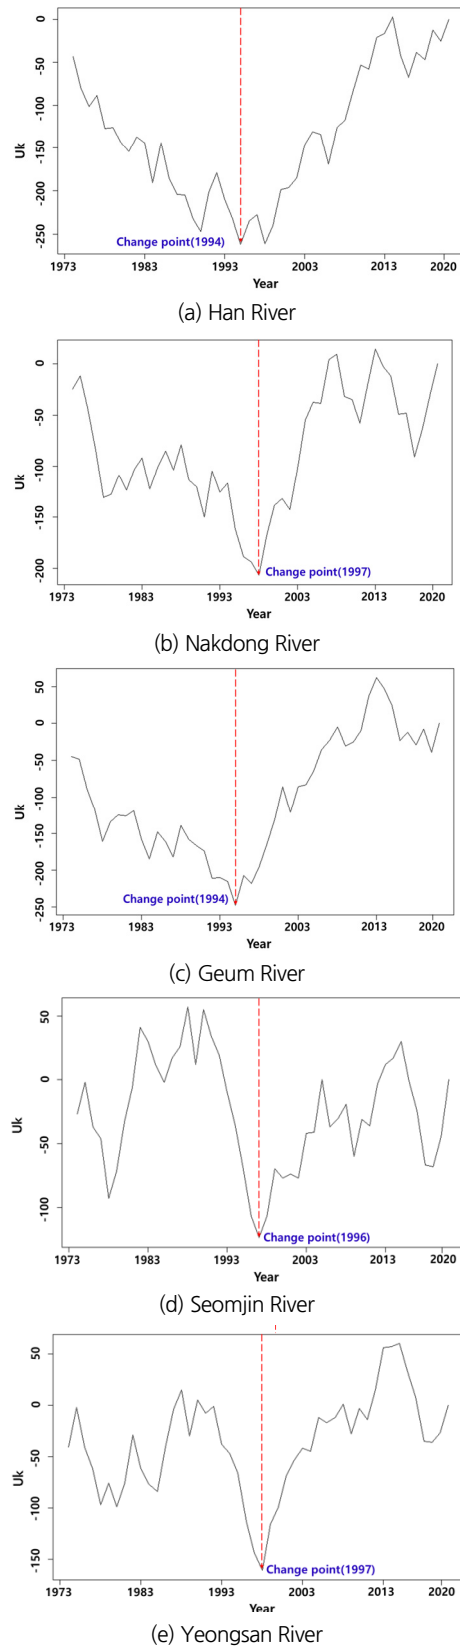 0
-50
-100
-150
-200
-250
Uk
Change point(1994)
1973 1983 1993 2003 2013 2020
Year
(a) Han River
0
-50
-100
-150
-200
Uk
Change point(1997)
1973 1983 1993 2003 2013 2020
Year
(b) Nakdong River
50
0
-50
-100
-150
-200
-250
Uk
Change point(1994)
1973 1983 1993 2003 2013 2020
Year
(c) Geum River
50
0
-50
-100
Uk
Change point(1996)
1973 1983 1993 2003 2013 2020
Year
(d) Seomjin River
50
0
-50
-100
-150
Uk
Change point(1997)
1973 1983 1993 2003 2013 2020
Year
(e) Yeongsan River